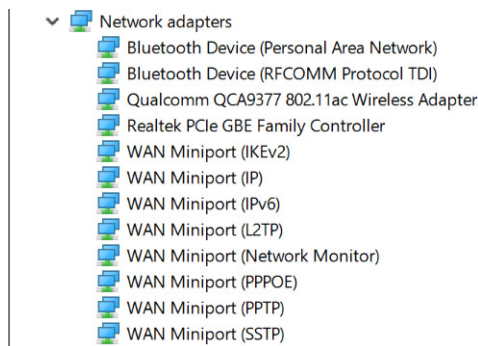 Network adapters
Bluetooth Device (Personal Area Network)
Bluetooth Device (RFCOMM Protocol TDI)
Qualcomm QCA9377 802.11ac Wireless Adapter
Realtek PCIe GBE Family Controller
WAN Miniport (IKEv2)
WAN Miniport (IP)
WAN Miniport (IPv6)
WAN Miniport (L2TP)
WAN Miniport (Network Monitor)
WAN Miniport (PPPOE)
WAN Miniport (PPTP)
WAN Miniport (SSTP)